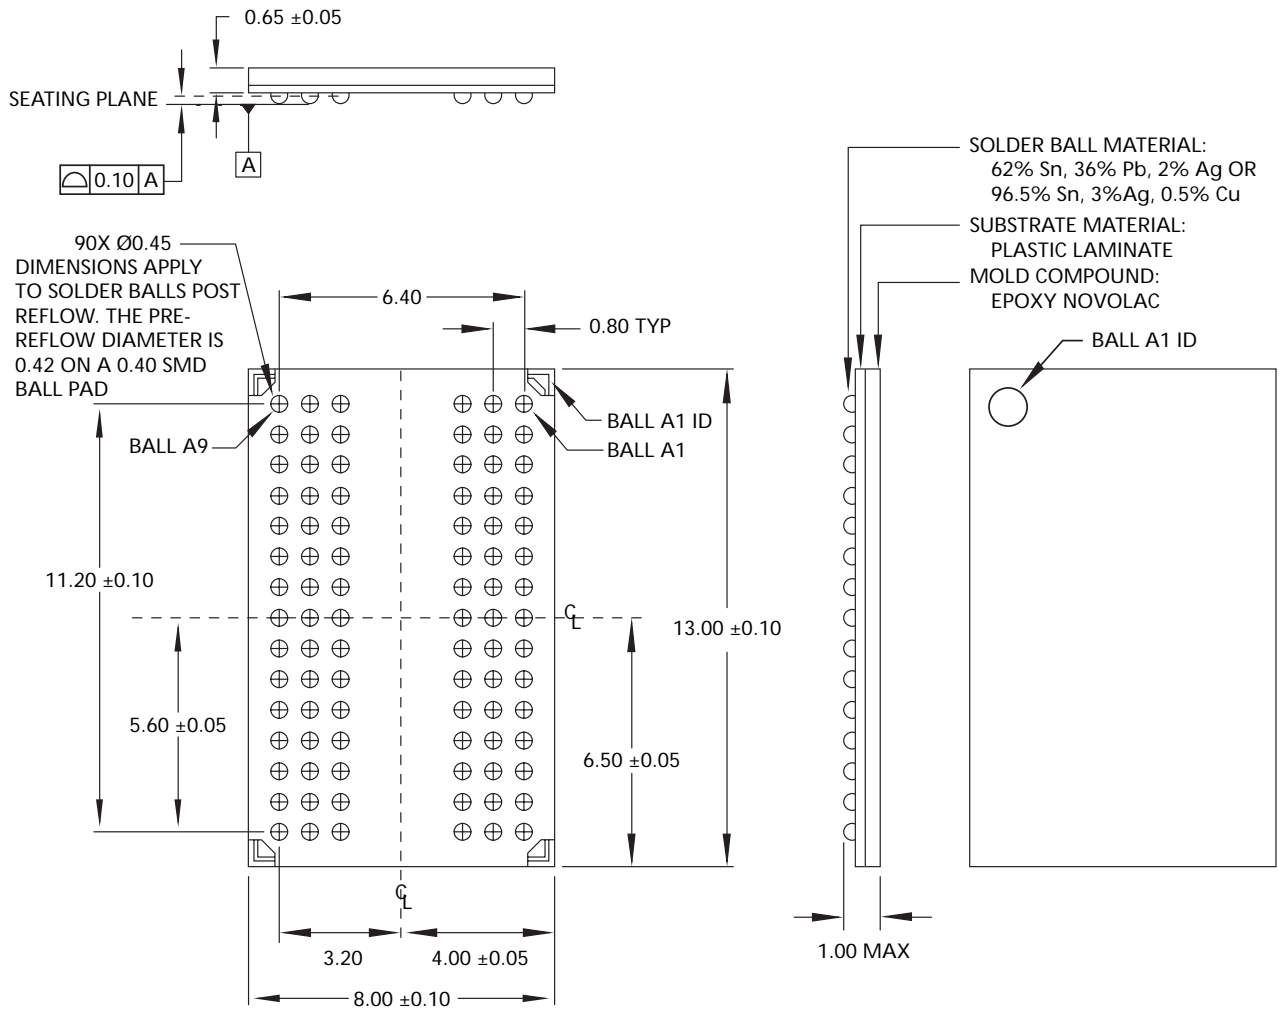 0.65 ±0.05
SEATING PLANE
A
0.10 A
SOLDER BALL MATERIAL:
62% Sn, 36% Pb, 2% Ag OR
96.5% Sn, 3%Ag, 0.5% Cu
SUBSTRATE MATERIAL:
PLASTIC LAMINATE
MOLD COMPOUND:
EPOXY NOVOLAC
90X Ø0.45
DIMENSIONS APPLY
TO SOLDER BALLS POST
REFLOW. THE PRE-
REFLOW DIAMETER IS
0.42 ON A 0.40 SMD
BALL PAD
6.40
0.80 TYP
BALL A1 ID
BALL A1 ID
BALL A9
BALL A1
11.20 ±0.10
CL
13.00 ±0.10
5.60 ±0.05
6.50 ±0.05
CL
3.20
4.00 ±0.05
1.00 MAX
8.00 ±0.10